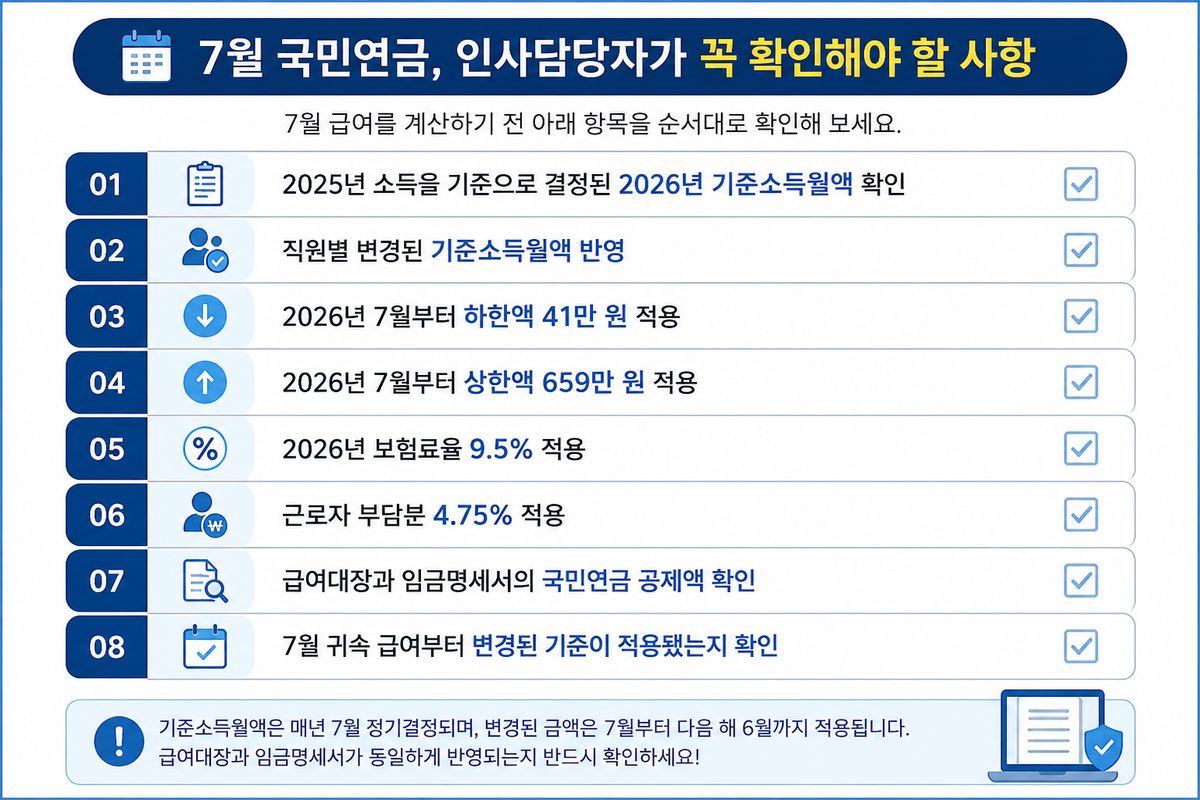 7월 국민연금, 인사담당자가 꼭 확인해야 할 사항
7월 급여를 계산하기 전 아래 항목을 순서대로 확인해 보세요.
01 2025년 소득을 기준으로 결정된 2026년 기준소득월액 확인
02 직원별 변경된 기준소득월액 반영
03 2026년 7월부터 하한액 41만 원 적용
04 2026년 7월부터 상한액 659만 원 적용
05 % 2026년 보험료율 9.5% 적용
06 ₩ 근로자 부담분 4.75% 적용
07 급여대장과 임금명세서의 국민연금 공제액 확인
08 7월 귀속 급여부터 변경된 기준이 적용됐는지 확인
! 기준소득월액은 매년 7월 정기결정되며, 변경된 금액은 7월부터 다음 해 6월까지 적용됩니다.
급여대장과 임금명세서가 동일하게 반영되는지 반드시 확인하세요!